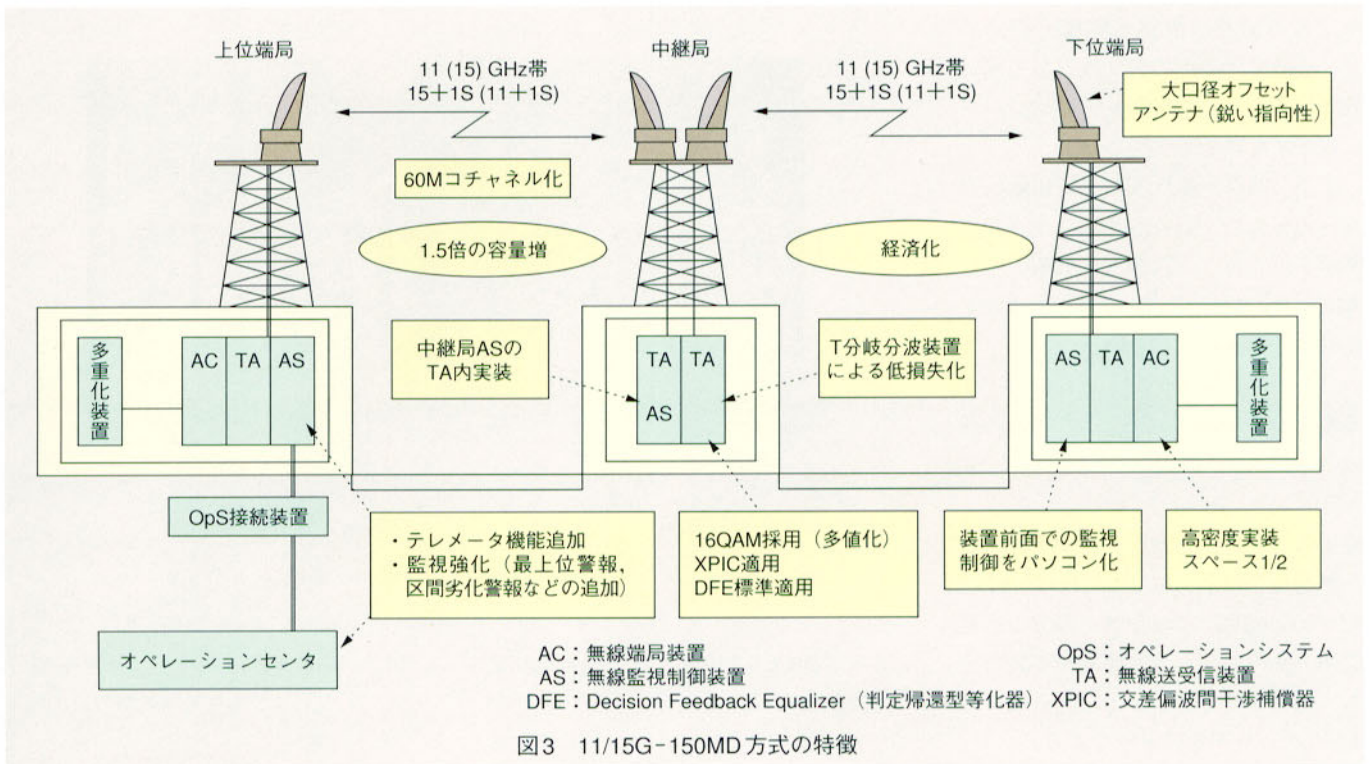 上位端局
中継局
下位端局
11 (15) GHz帯
15+1S (11+1S)
11 (15) GHz帯
15+1S (11+1S)
大口径オフセット
アンテナ(鋭い指向性)
60Mコチャネル化
1.5倍の容量増
経済化
多重化装置
AC
TA
AS
中継局ASの
TA内実装
TA
TA
AS
T分岐分波装置
による低損失化
AS
TA
AC
多重化装置
OpS接続装置
・テレメータ機能追加
・監視強化(最上位警報,
区間劣化警報などの追加)
16QAM採用(多値化)
XPIC適用
DFE標準適用
装置前面での監視
制御をパソコン化
高密度実装
スペース1/2
オペレーションセンタ
AC:無線端局装置
AS:無線監視制御装置
DFE:Decision Feedback Equalizer(判定帰還型等化器)
OpS:オペレーションシステム
TA:無線送受信装置
XPIC:交差偏波間干渉補償器
図3 11/15G-150MD方式の特徴